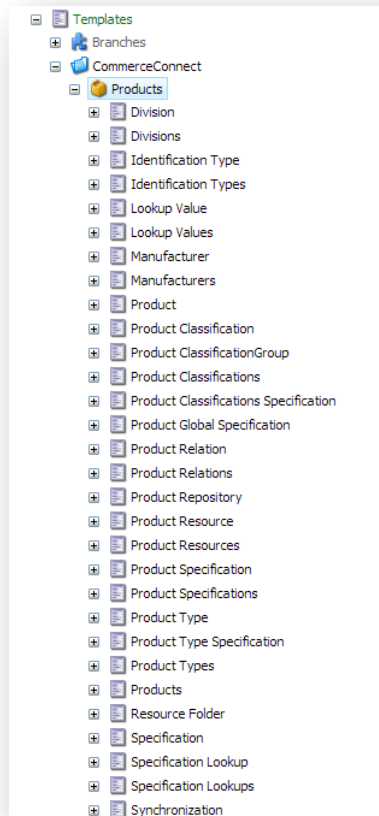 Templates
Branches
CommerceConnect
Products
Division
Divisions
Identification Type
Identification Types
Lookup Value
Lookup Values
Manufacturer
Manufacturers
Product
Product Classification
Product ClassificationGroup
Product Classifications
Product Classifications Specification
Product Global Specification
Product Relation
Product Relations
Product Repository
Product Resource
Product Resources
Product Specification
Product Specifications
Product Type
Product Type Specification
Product Types
Products
Resource Folder
Specification
Specification Lookup
Specification Lookups
Synchronization